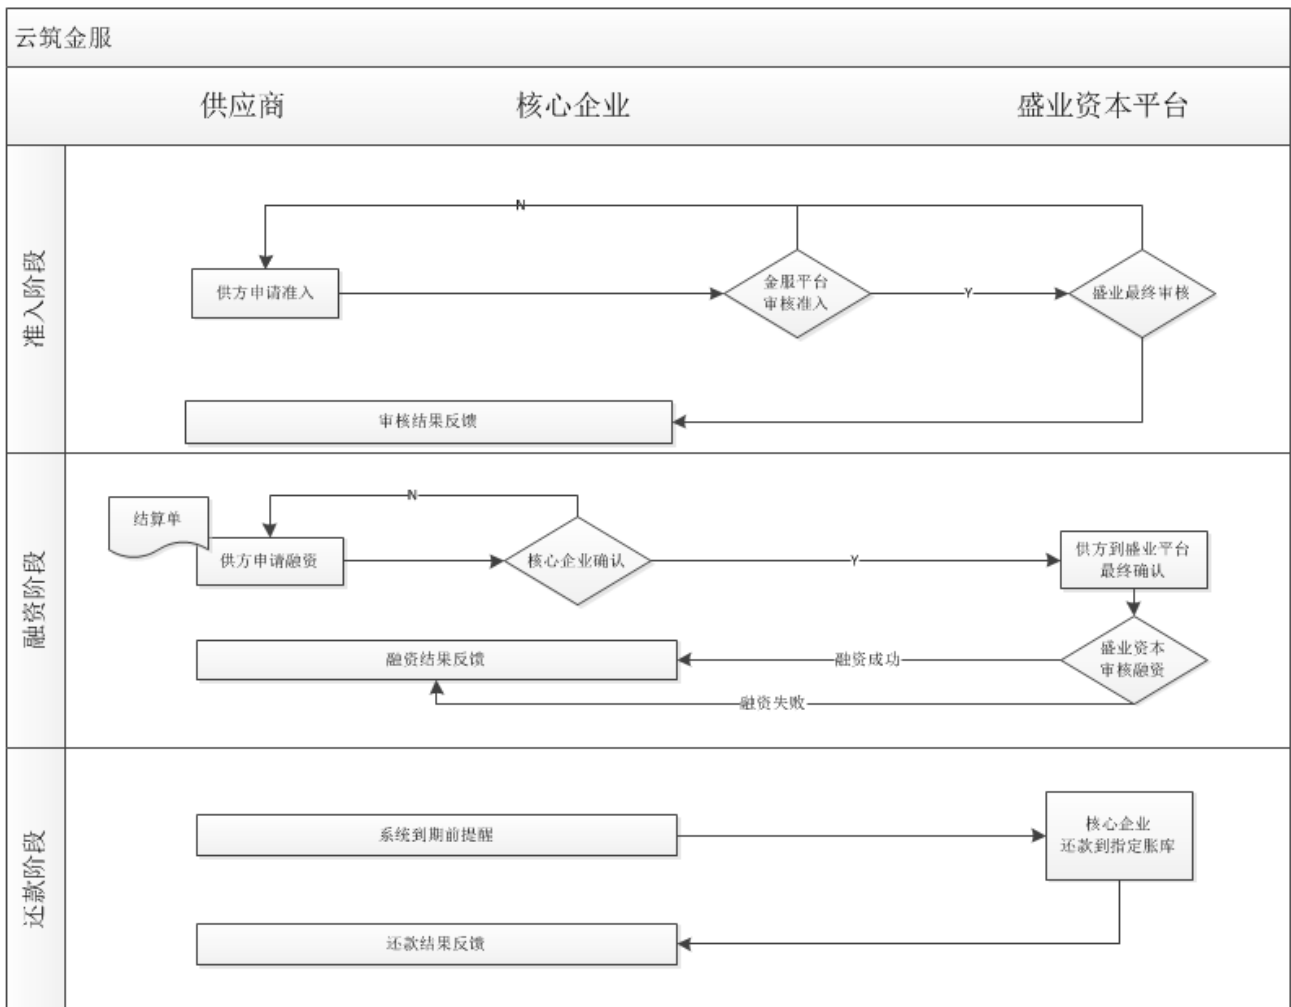 云筑金服
供应商
核心企业
盛业资本平台
准入阶段
N
供方申请准入
金服平台
审核准入
Y
盛业最终审核
审核结果反馈
融资阶段
结算单
N
供方申请融资
核心企业确认
Y
供方到盛业平台
最终确认
融资结果反馈
融资成功
盛业资本
审核融资
融资失败
还款阶段
系统到期前提醒
核心企业
还款到指定账库
还款结果反馈